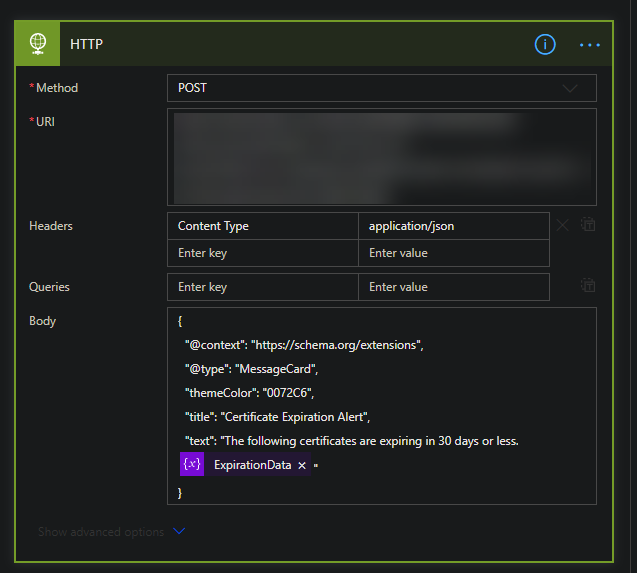 HTTP
* Method POST
* URI
Headers Content Type application/json
Enter key Enter value
Queries Enter key Enter value
Body {
"@context": "https://schema.org/extensions",
"@type": "MessageCard",
"themeColor": "0072C6",
"title": "Certificate Expiration Alert",
"text": "The following certificates are expiring in 30 days or less.
{x} ExpirationData × "
}
Show advanced options